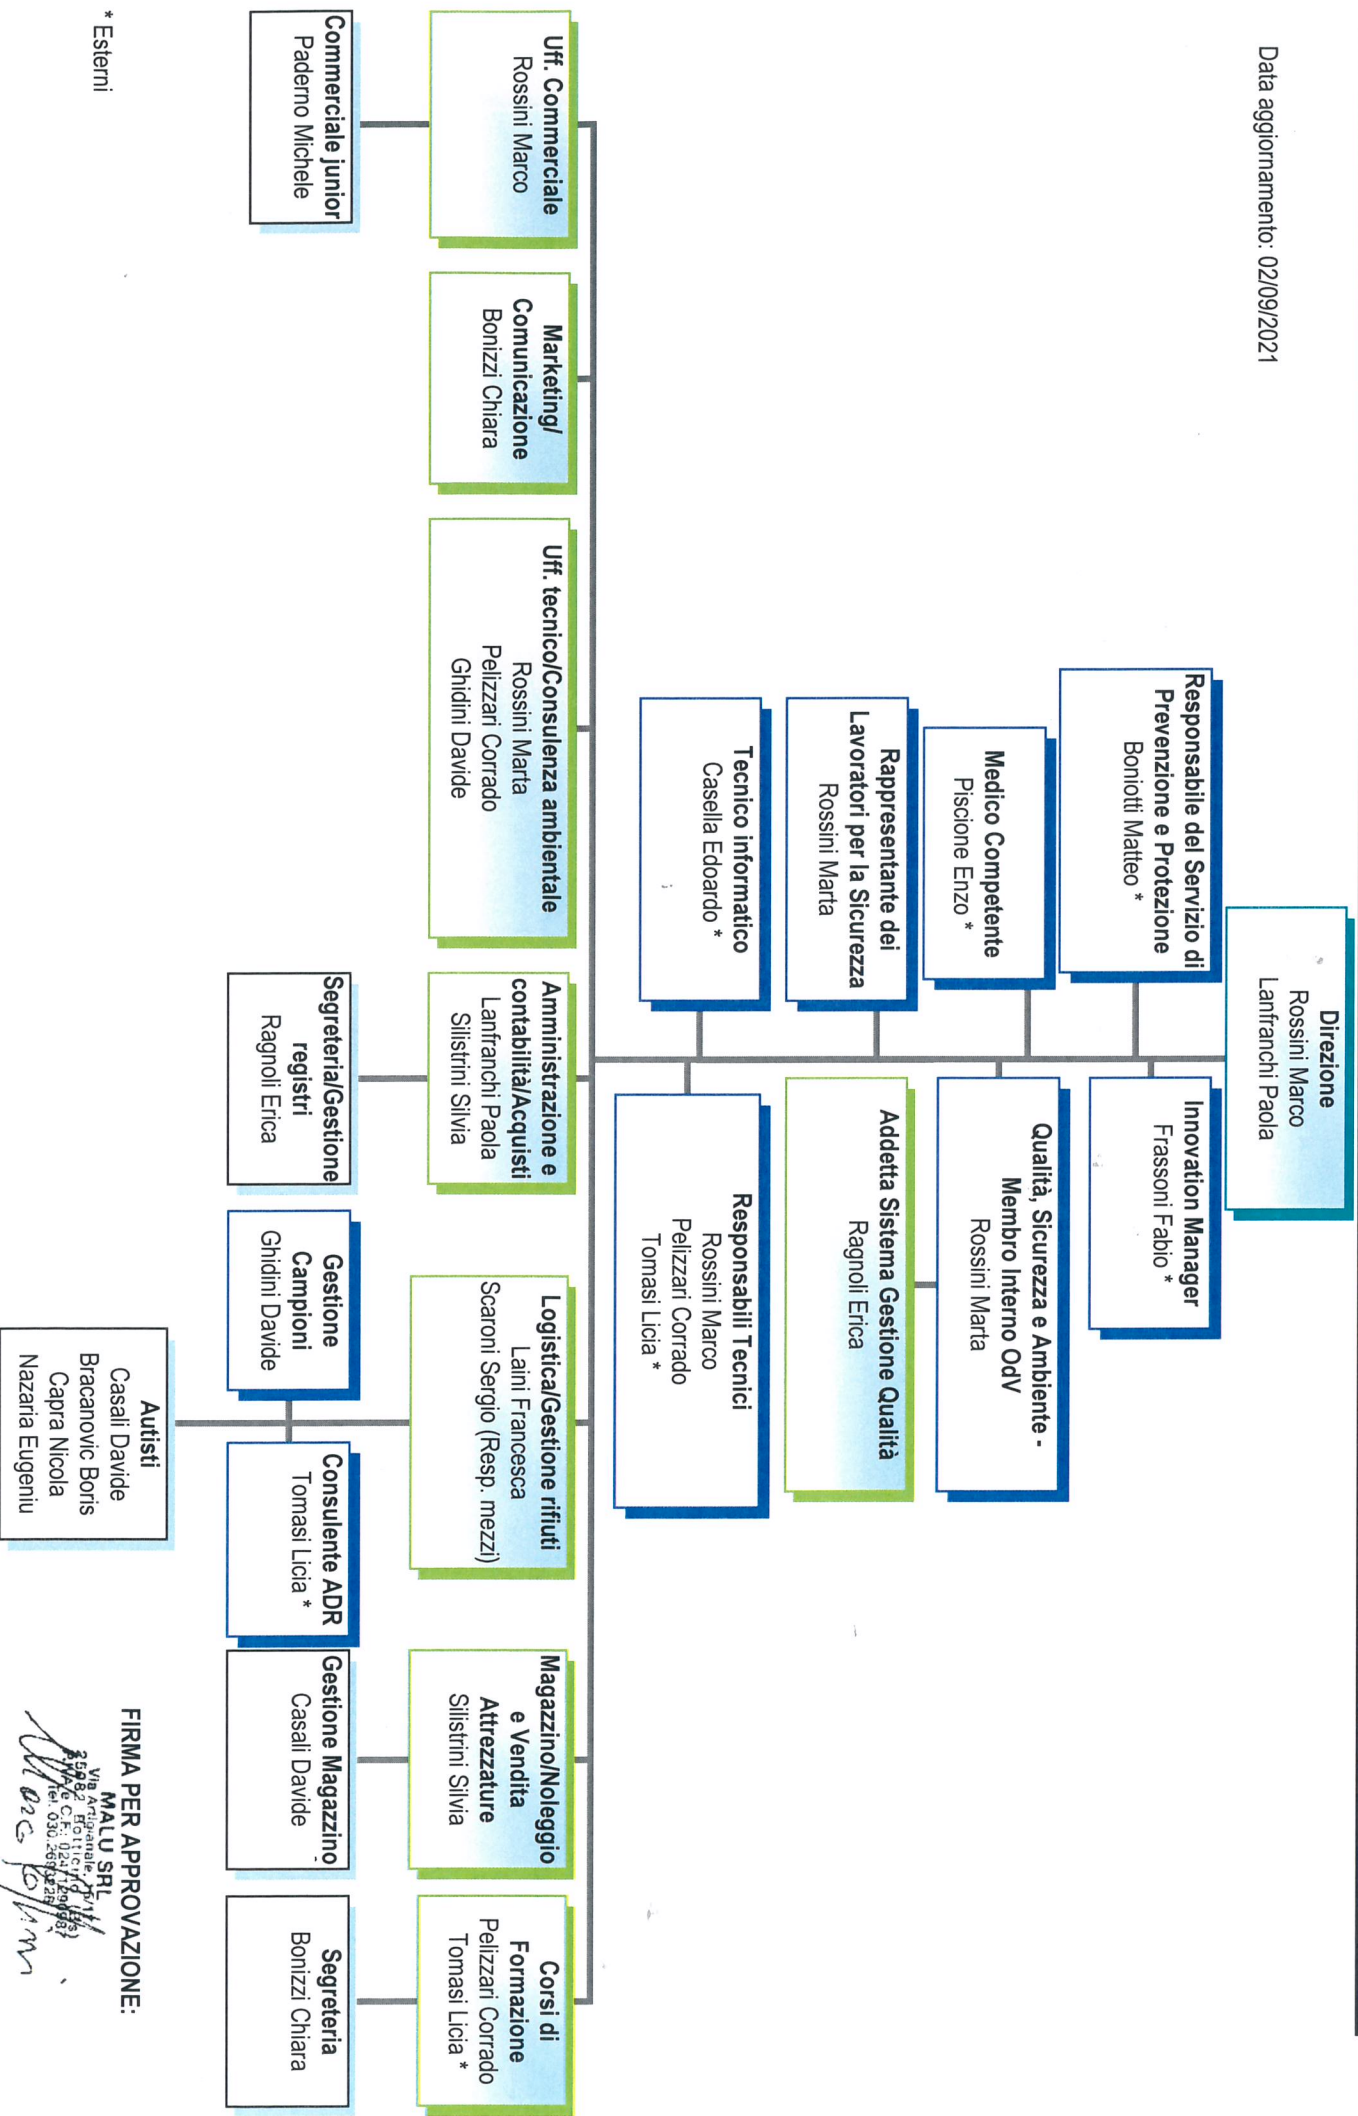 Data aggiornamento: 02/09/2021
Direzione
Rossini Marco
Lanfranchi Paola
Responsabile del Servizio di
Prevenzione e Protezione
Boniotti Matteo *
Innovation Manager
Frassoni Fabio *
Medico Competente
Piscione Enzo *
Qualità, Sicurezza e Ambiente -
Membro Interno OdV
Rossini Marta
Rappresentante dei
Lavoratori per la Sicurezza
Rossini Marta
Addetta Sistema Gestione Qualità
Ragnoli Erica
Tecnico informatico
Casella Edoardo *
Responsabili Tecnici
Rossini Marco
Pelizzari Corrado
Tomasi Licia *
Uff. Commerciale
Rossini Marco
Marketing/
Comunicazione
Bonizzi Chiara
Uff. tecnico/Consulenza ambientale
Rossini Marta
Pelizzari Corrado
Ghidini Davide
Amministrazione e
contabilità/Acquisti
Lanfranchi Paola
Silistrini Silvia
Logistica/Gestione rifiuti
Laini Francesca
Scaroni Sergio (Resp. mezzi)
Magazzino/Noleggio
e Vendita
Attrezzature
Silistrini Silvia
Corsi di
Formazione
Pelizzari Corrado
Tomasi Licia *
Commerciale junior
Paderno Michele
Segreteria/Gestione
registri
Ragnoli Erica
Gestione
Campioni
Ghidini Davide
Consulente ADR
Tomasi Licia *
Gestione Magazzino
Casali Davide
Segreteria
Bonizzi Chiara
Autisti
Casali Davide
Bracanovic Boris
Capra Nicola
Nazaria Eugeniu
* Esterni
FIRMA PER APPROVAZIONE:
MALU SRL
Via Artigianale,
25082 Botticino (BS)
Tel. 030.